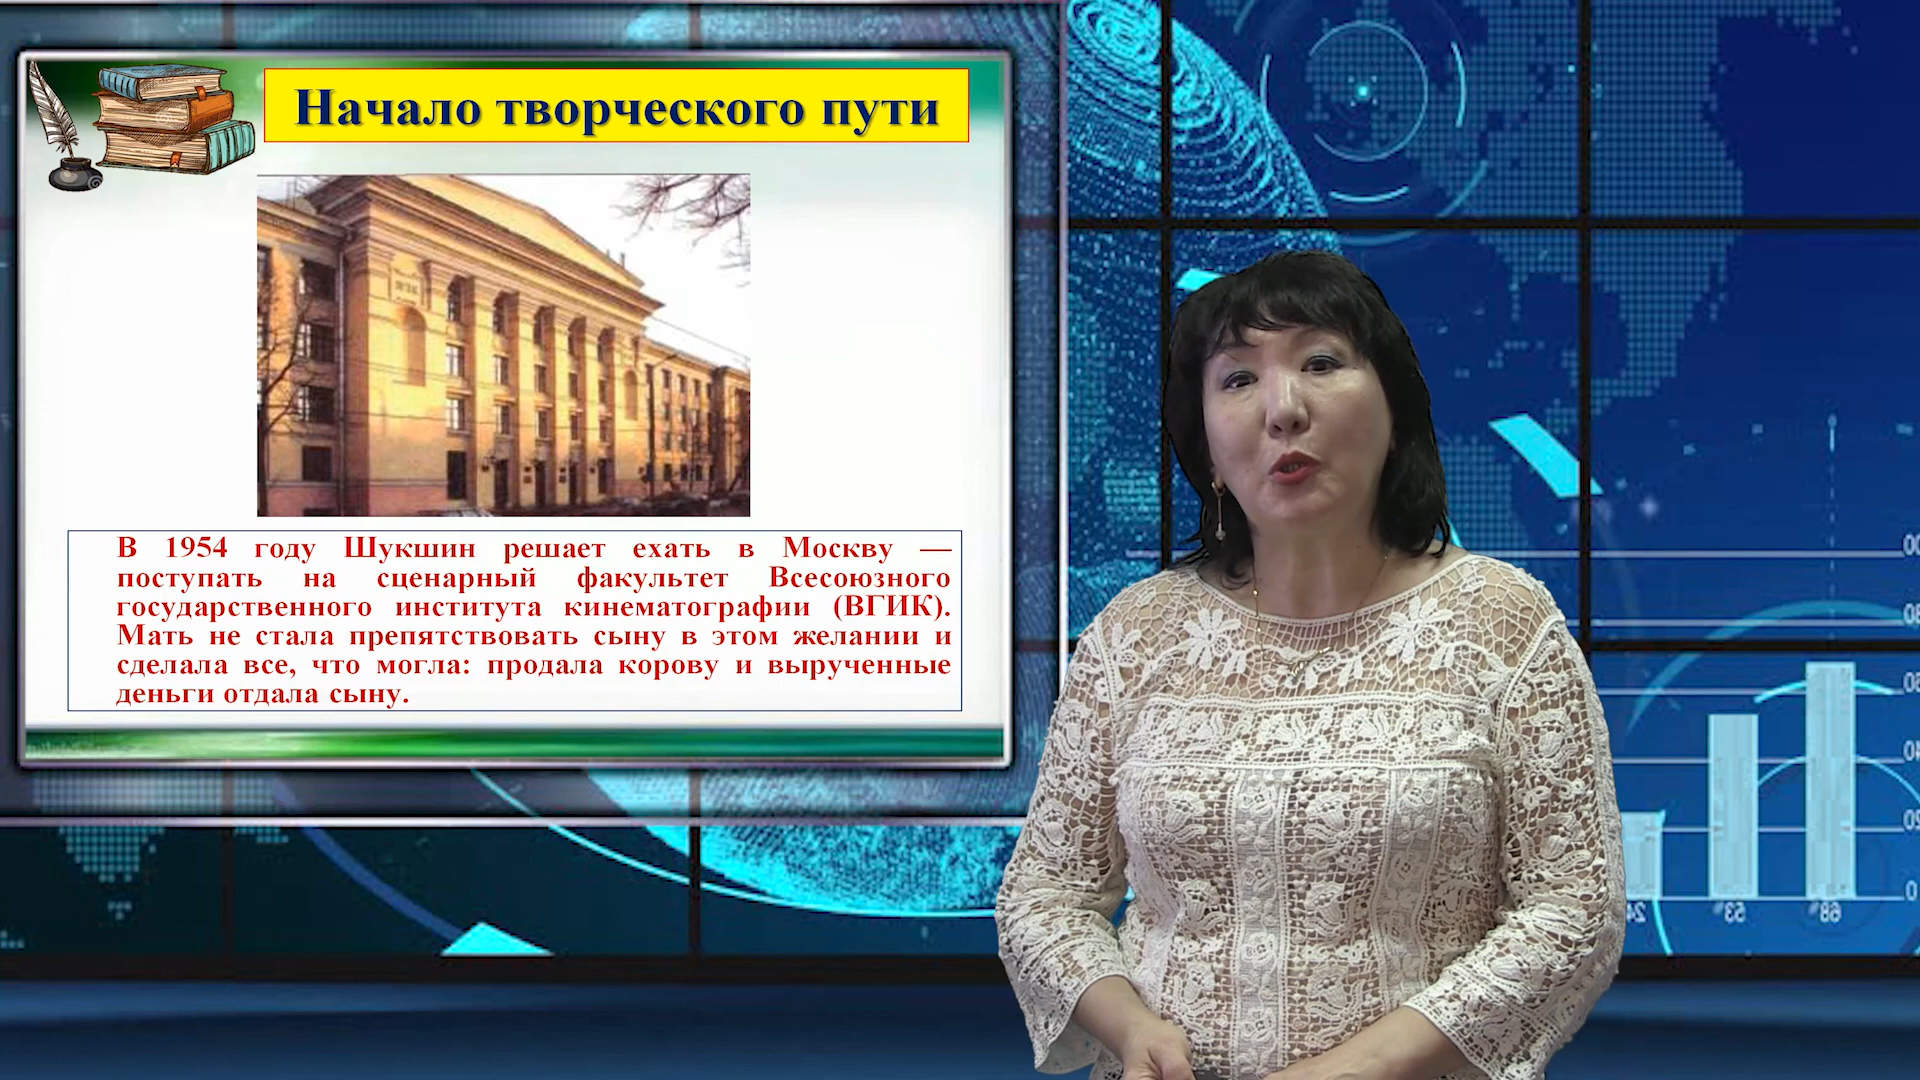 Начало творческого пути
В 1954 году Шукшин решает ехать в Москву —
поступать на сценарный факультет Всесоюзного
государственного института кинематографии (ВГИК).
Мать не стала препятствовать сыну в этом желании и
сделала все, что могла: продала корову и вырученные
деньги отдала сыну.